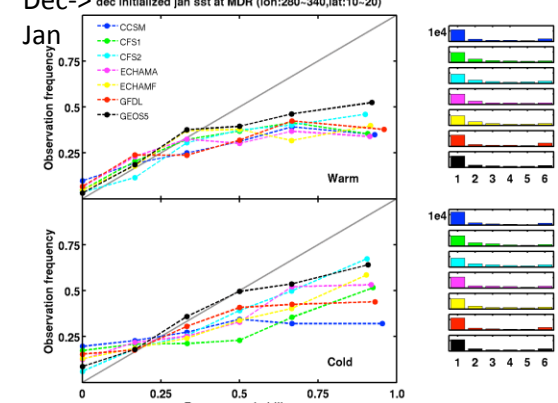 Dec->
dec initialized jan sst at MDR (lon:280~340,lat:10~20)
Jan
CCSM
CFS1
CFS2
ECHAMA
ECHAMF
GFDL
GEOS5
Observation frequency
0.75
0.5
0.25
Warm
1e4
1 2 3 4 5 6
Observation frequency
0.75
0.5
0.25
Cold
0 0.25 0.5 0.75 1.0
1e4
1 2 3 4 5 6